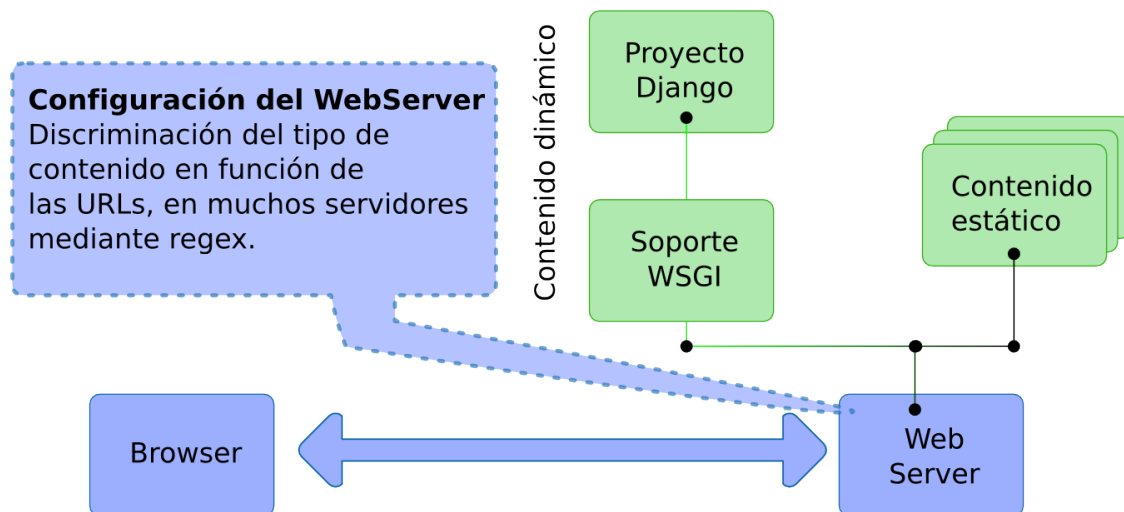 Configuración del WebServer
Discriminación del tipo de
contenido en función de
las URLs, en muchos servidores
mediante regex.
Contenido dinámico
Proyecto
Django
Soporte
WSGI
Contenido
estático
Browser
Web
Server